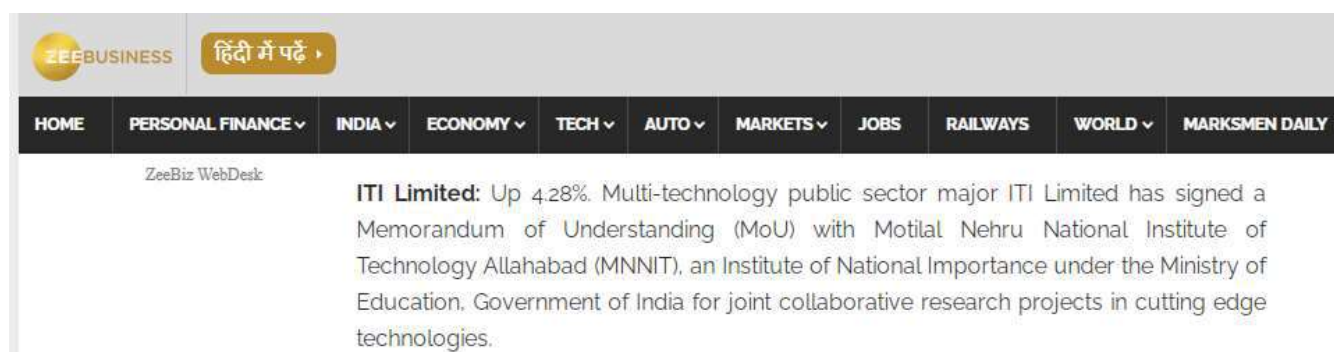 ZEEBUSINESS
हिंदी में पढ़ें
HOME PERSONAL FINANCE INDIA ECONOMY TECH AUTO MARKETS JOBS RAILWAYS WORLD MARKSMEN DAILY
ZeeBiz WebDesk
ITI Limited: Up 4.28%. Multi-technology public sector major ITI Limited has signed a
Memorandum of Understanding (MoU) with Motilal Nehru National Institute of
Technology Allahabad (MNNIT), an Institute of National Importance under the Ministry of
Education, Government of India for joint collaborative research projects in cutting edge
technologies.